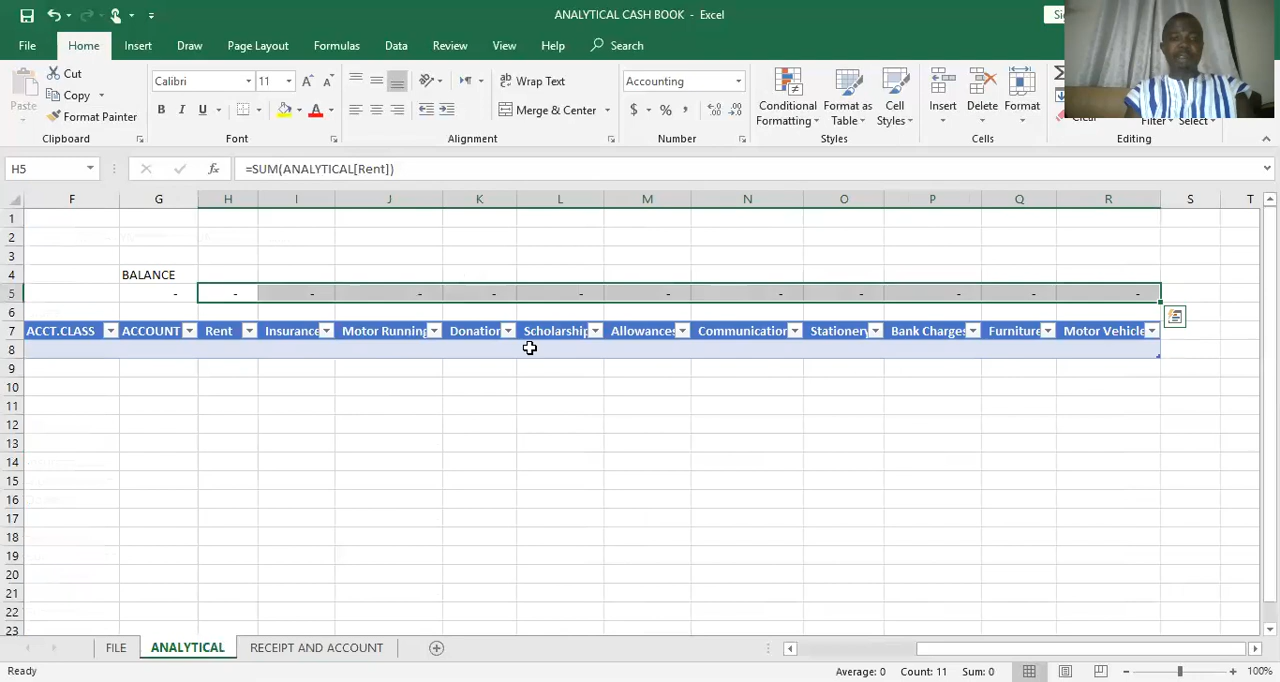 ANALYTICAL CASH BOOK - Excel
File Home Insert Draw Page Layout Formulas Data Review View Help Search
Paste Cut Calibri 11 Wrap Text Accounting Conditional Formatting Format as Table Cell Styles Insert Delete Format
Copy Merge & Center
Format Painter Clear Filter Select
Clipboard Font Alignment Number Styles Cells Editing
H5 =SUM(ANALYTICAL[Rent])
F G H I J K L M N O P Q R S T
1
2
3
4 BALANCE
5 - - - - - - - - - - - -
6
7 ACCT.CLASS ACCOUNT Rent Insurance Motor Running Donation Scholarship Allowances Communication Stationery Bank Charges Furniture Motor Vehicle
8
9
10
11
12
13
14
15
16
17
18
19
20
21
22
23
FILE ANALYTICAL RECEIPT AND ACCOUNT
Ready Average: 0 Count: 11 Sum: 0 100%